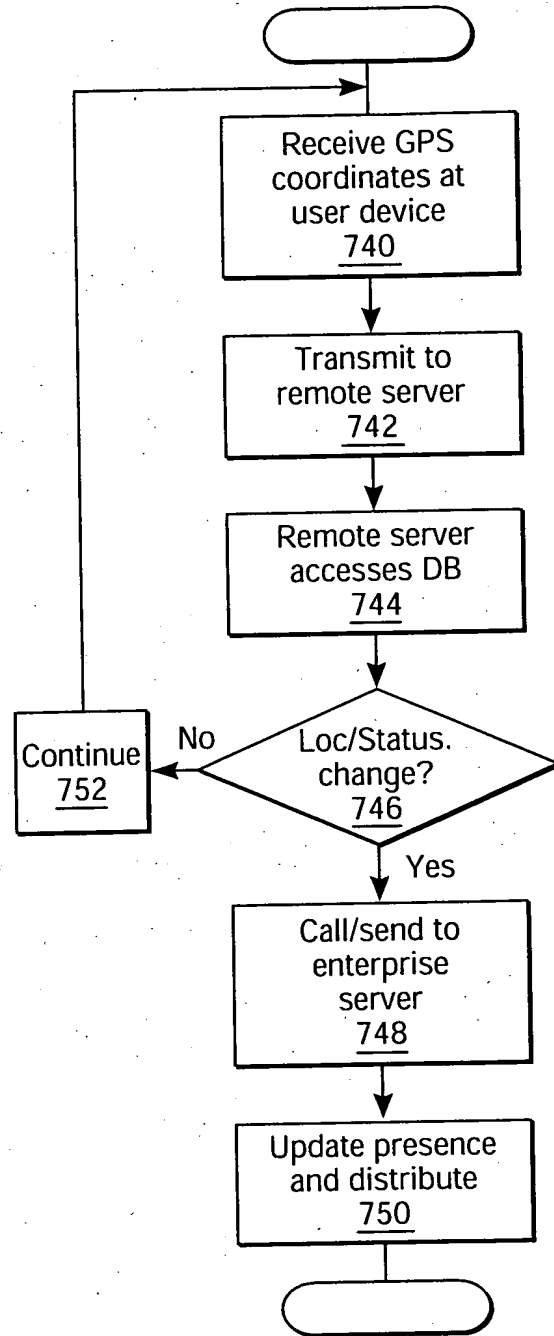 Receive GPS
coordinates at
user device
740
Transmit to
remote server
742
Remote server
accesses DB
744
Loc/Status.
change?
746
No
Continue
752
Yes
Call/send to
enterprise
server
748
Update presence
and distribute
750